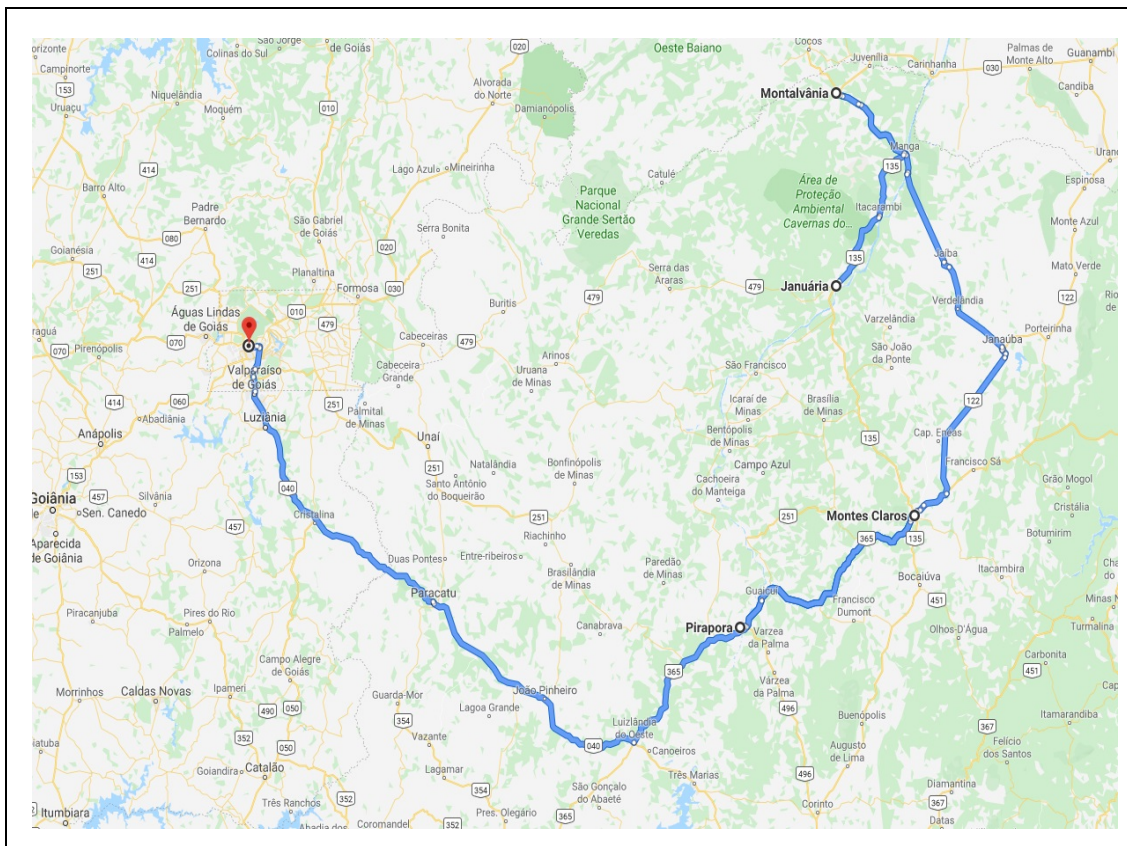 São Jorge
de Goiás
Colinas do Sul
Campinorte
153
Uruaçu
Niquelândia
Moquém
020
Alvorada
do Norte
Damianópolis
010
Oeste Baiano
Cocos
Juvenília
Carinhanha
030
Palmas de
Monte Alto
Guanambi
Candiba
Montalvânia
Manga
135
Espinosa
414
Barro Alto
Lago Azul
Mineirinha
Catulé
Parque
Nacional
Grande Sertão
Veredas
Área de
Proteção
Ambiental
Cavernas do...
Itacarambi
Padre
Bernardo
São Gabriel
de Goiás
Serra Bonita
Monte Azul
Goianésia
080
251
414
020
135
Jaíba
Mato Verde
Planaltina
Formosa
030
Serra das
Araras
479
Januária
122
251
010
Buritis
479
Verdelândia
Águas Lindas
de Goiás
479
Varzelândia
Janaúba
Porteirinha
070
Pirenópolis
070
Cabeceiras
479
Arinos
São João
da Ponte
Valparaíso
de Goiás
Cabeceira
Grande
Uruana
de Minas
São Francisco
414
060
Abadiânia
251
Palmital
de Minas
Icaraí de
Minas
Brasília
de Minas
122
Luziânia
Anápolis
Unaí
Bentópolis
de Minas
135
Cap. Enéas
153
251
Natalândia
Bonfinópolis
de Minas
Campo Azul
Francisco Sá
Goiânia
457
Silvânia
040
Santo Antônio
do Boqueirão
Cachoeira
do Manteiga
Grão Mogol
Sen. Canedo
Cristalina
251
251
Montes Claros
Cristália
Aparecida
de Goiânia
457
Riachinho
365
135
Botumirim
Orizona
Duas Pontes
Entre-ribeiros
Brasilândia
de Minas
Paredão
de Minas
Bocaiúva
Itacambira
Piracanjuba
Pires do Rio
Paracatu
Guaicuí
Francisco
Dumont
451
Palmelo
Canabrava
Pirapora
Varzea
da Palma
Olhos-D'Água
Turmalina
Campo Alegre
de Goiás
365
Várzea
da Palma
Carbonita
451
Morrinhos
Caldas Novas
Ipameri
João Pinheiro
Guarda-Mor
Lagoa Grande
496
490
050
354
Luizlândia
do Oeste
Buenópolis
Itamarandiba
352
Vazante
040
Canoeiros
367
050
Augusto
de Lima
Felício
dos Santos
Goiandira
Catalão
Lagamar
Três Marias
496
354
São Gonçalo
do Abaeté
Diamantina
Itumbiara
Três Ranchos
352
Pres. Olegário
365
Corinto
367
Coromandel
352
Datas